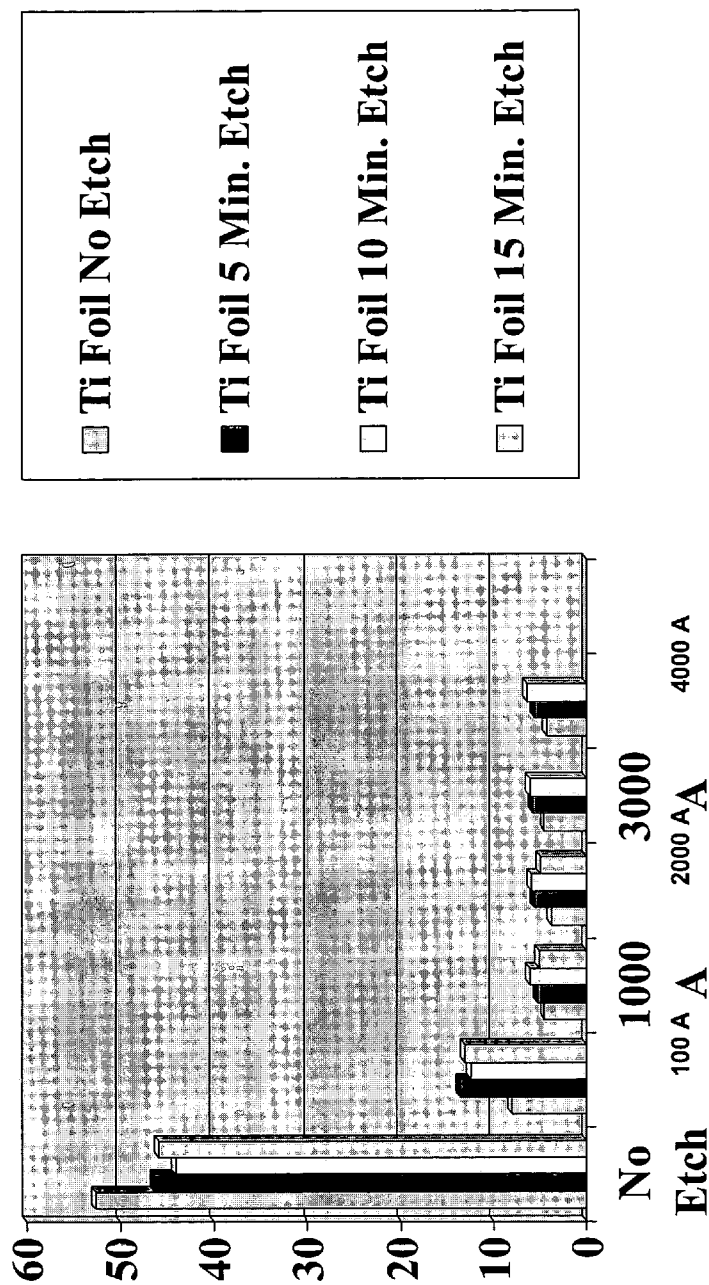 60
50
40
30
20
10
0
No
Etch
100 A
1000
A
2000 A
3000
A
4000 A
Ti Foil No Etch
Ti Foil 5 Min. Etch
Ti Foil 10 Min. Etch
Ti Foil 15 Min. Etch